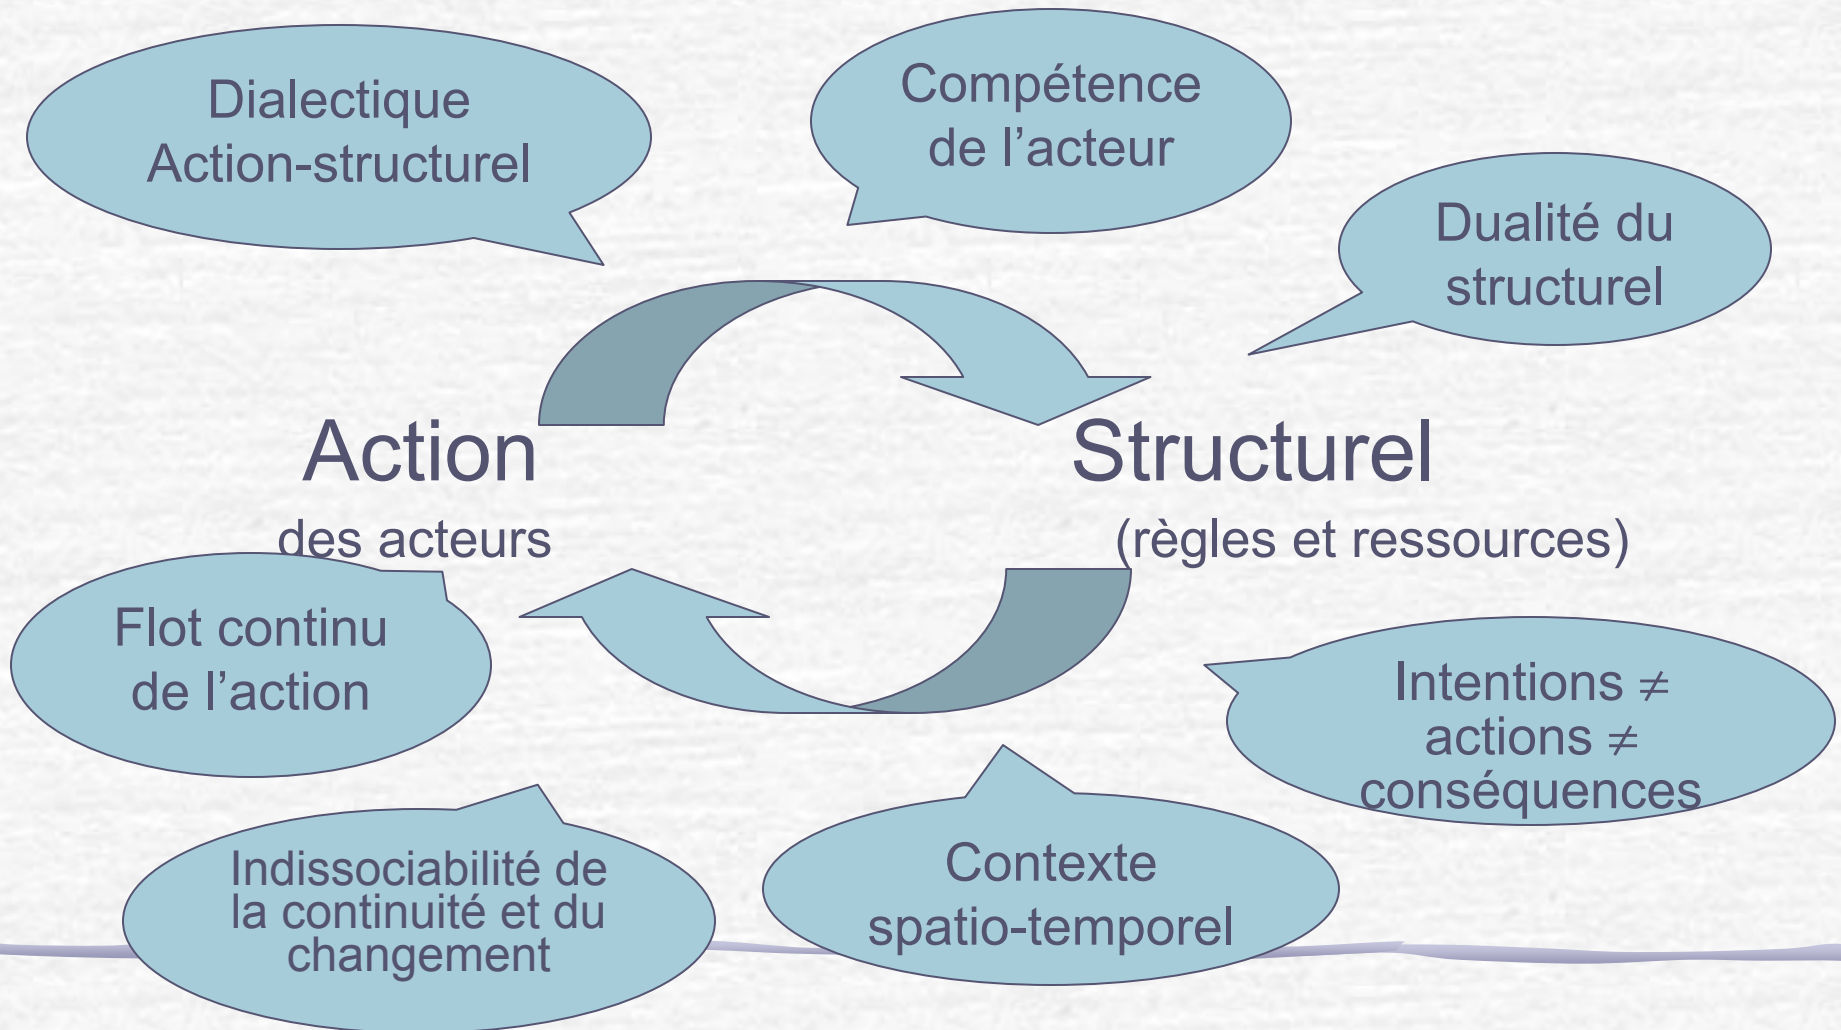 Dialectique
Action-structurel
Compétence
de l’acteur
Dualité du
structurel
Action
des acteurs
Structurel
(règles et ressources)
Flot continu
de l’action
Intentions ≠
actions ≠
conséquences
Indissociabilité de
la continuité et du
changement
Contexte
spatio-temporel